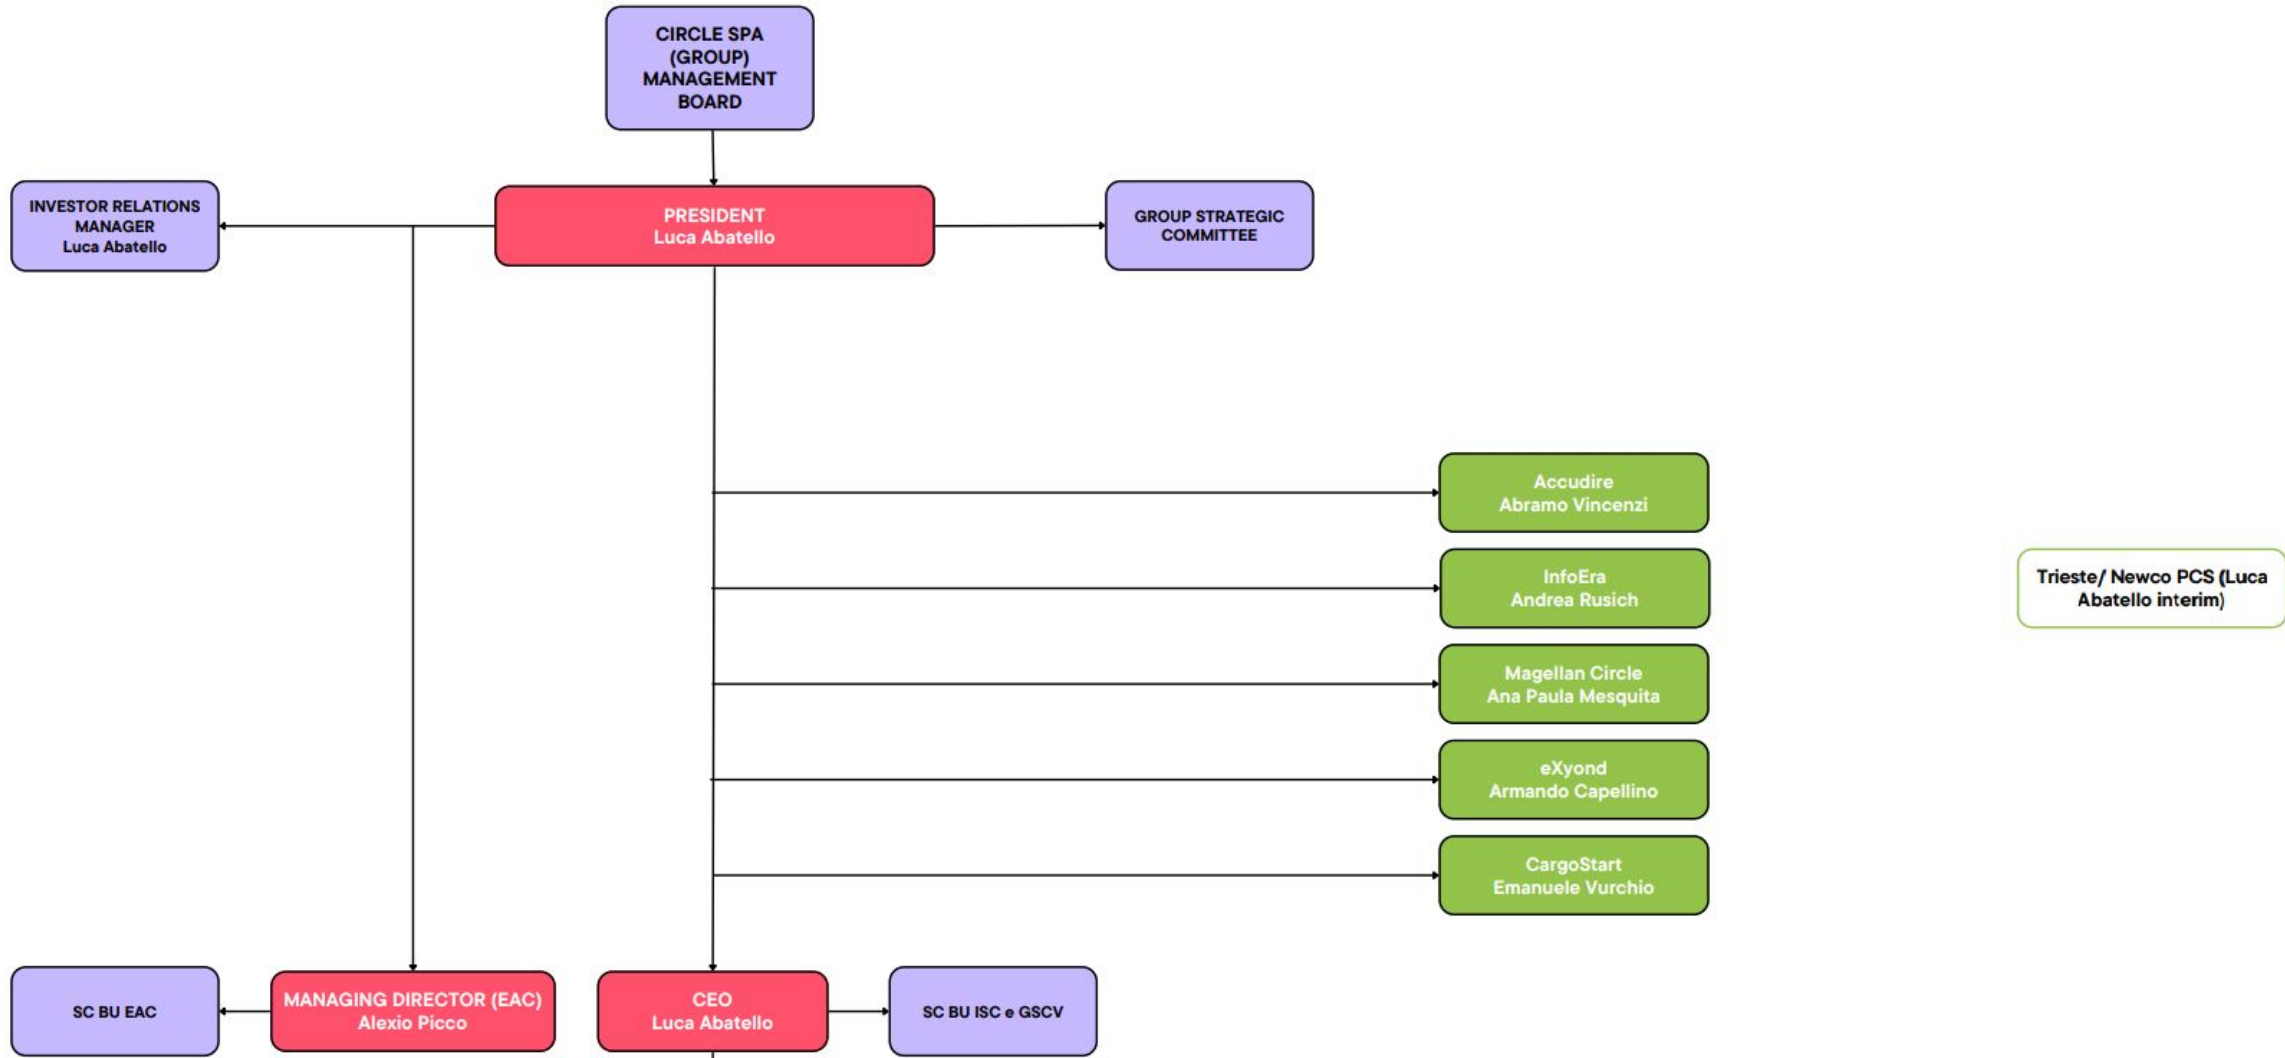 CIRCLE SPA
(GROUP)
MANAGEMENT
BOARD
INVESTOR RELATIONS
MANAGER
Luca Abatello
PRESIDENT
Luca Abatello
GROUP STRATEGIC
COMMITTEE
Accudire
Abramo Vincenzi
InfoEra
Andrea Rusich
Trieste/ Newco PCS (Luca
Abatello interim)
Magellan Circle
Ana Paula Mesquita
eXyond
Armando Capellino
CargoStart
Emanuele Vurchio
SC BU EAC
MANAGING DIRECTOR (EAC)
Alexio Picco
CEO
Luca Abatello
SC BU ISC e GSCV